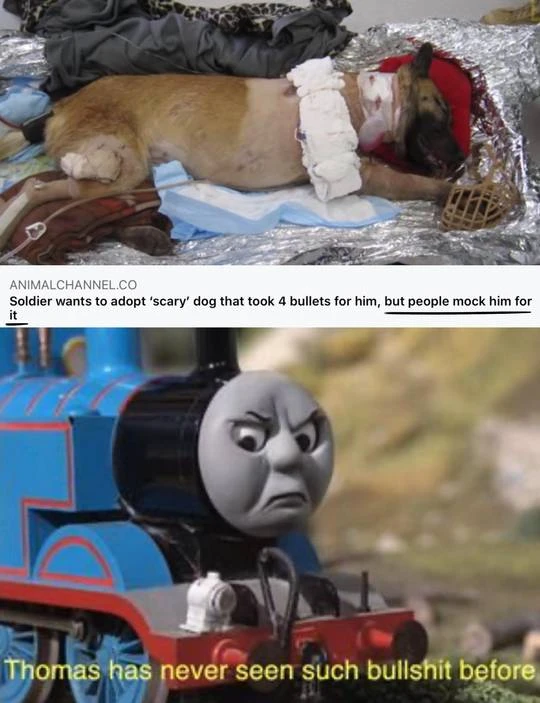 ANIMALCHANNEL.CO
Soldier wants to adopt ‘scary’ dog that took 4 bullets for him, but people mock him for
it
Thomas has never seen such bullshit before